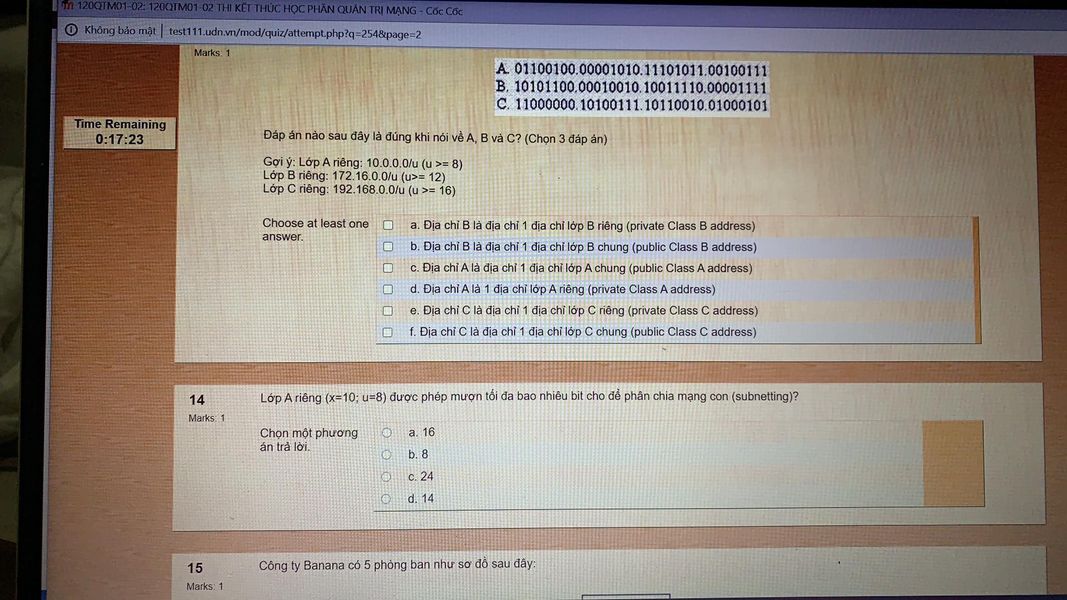 120QTM01-02: 120QTM01-02 THI KẾT THÚC HỌC PHẦN QUẢN TRỊ MẠNG - Cốc Cốc
Không bảo mật | test111.udn.vn/mod/quiz/attempt.php?q=254&page=2
Marks: 1
A. 01100100.00001010.11101011.00100111
B. 10101100.00010010.10011110.00001111
C. 11000000.10100111.10110010.01000101
Time Remaining
0:17:23
Đáp án nào sau đây là đúng khi nói về A, B và C? (Chọn 3 đáp án)
Gợi ý: Lớp A riêng: 10.0.0.0/u (u >= 8)
Lớp B riêng: 172.16.0.0/u (u>= 12)
Lớp C riêng: 192.168.0.0/u (u >= 16)
Choose at least one
answer.
a. Địa chỉ B là địa chỉ 1 địa chỉ lớp B riêng (private Class B address)
b. Địa chỉ B là địa chỉ 1 địa chỉ lớp B chung (public Class B address)
c. Địa chỉ A là địa chỉ 1 địa chỉ lớp A chung (public Class A address)
d. Địa chỉ A là 1 địa chỉ lớp A riêng (private Class A address)
e. Địa chỉ C là địa chỉ 1 địa chỉ lớp C riêng (private Class C address)
f. Địa chỉ C là địa chỉ 1 địa chỉ lớp C chung (public Class C address)
14
Marks: 1
Lớp A riêng (x=10; u=8) được phép mượn tối đa bao nhiêu bit cho để phân chia mạng con (subnetting)?
Chọn một phương
án trả lời.
a. 16
b. 8
c. 24
d. 14
15
Marks: 1
Công ty Banana có 5 phòng ban như sơ đồ sau đây: